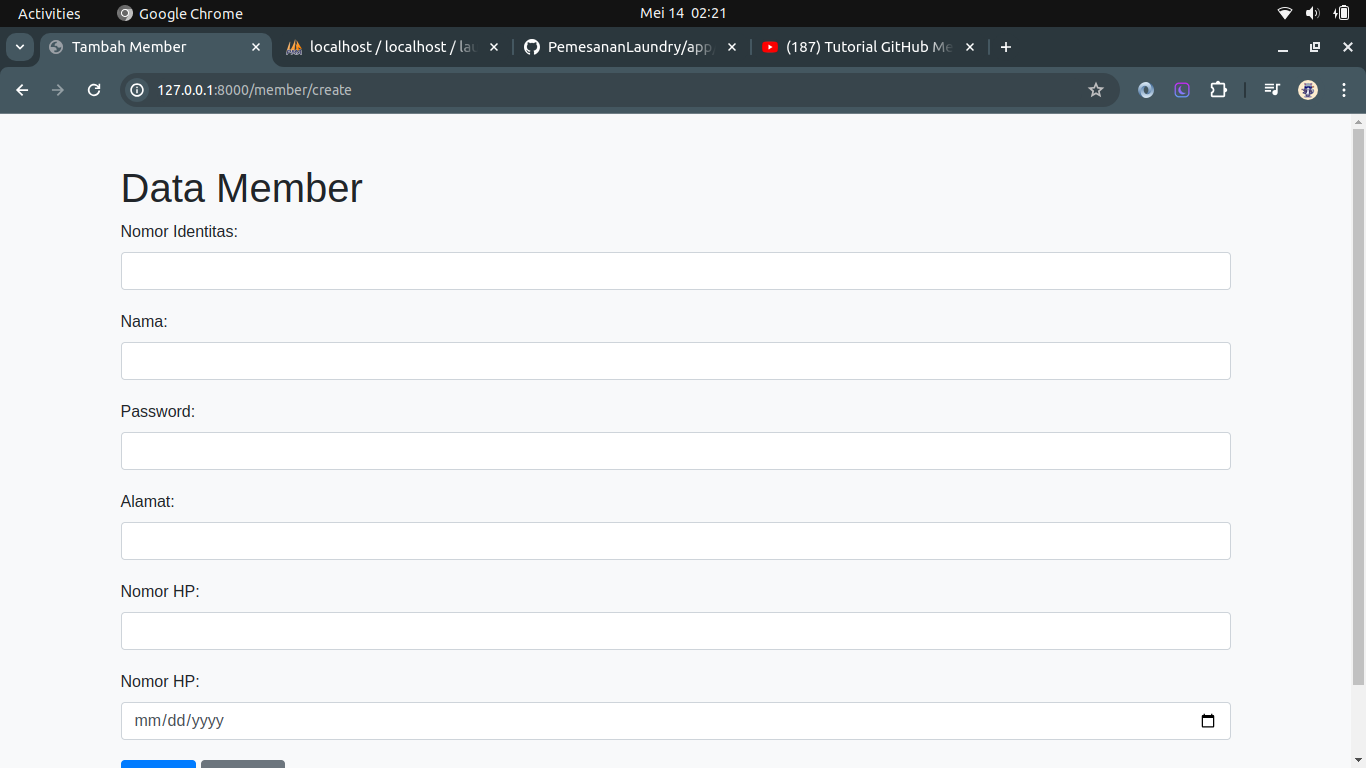 Activities Google Chrome Mei 14 02:21
Tambah Member localhost / localhost / lau PemesananLaundry/app (187) Tutorial GitHub Me
127.0.0.1:8000/member/create
Data Member
Nomor Identitas:
Nama:
Password:
Alamat:
Nomor HP:
Nomor HP:
mm/dd/yyyy